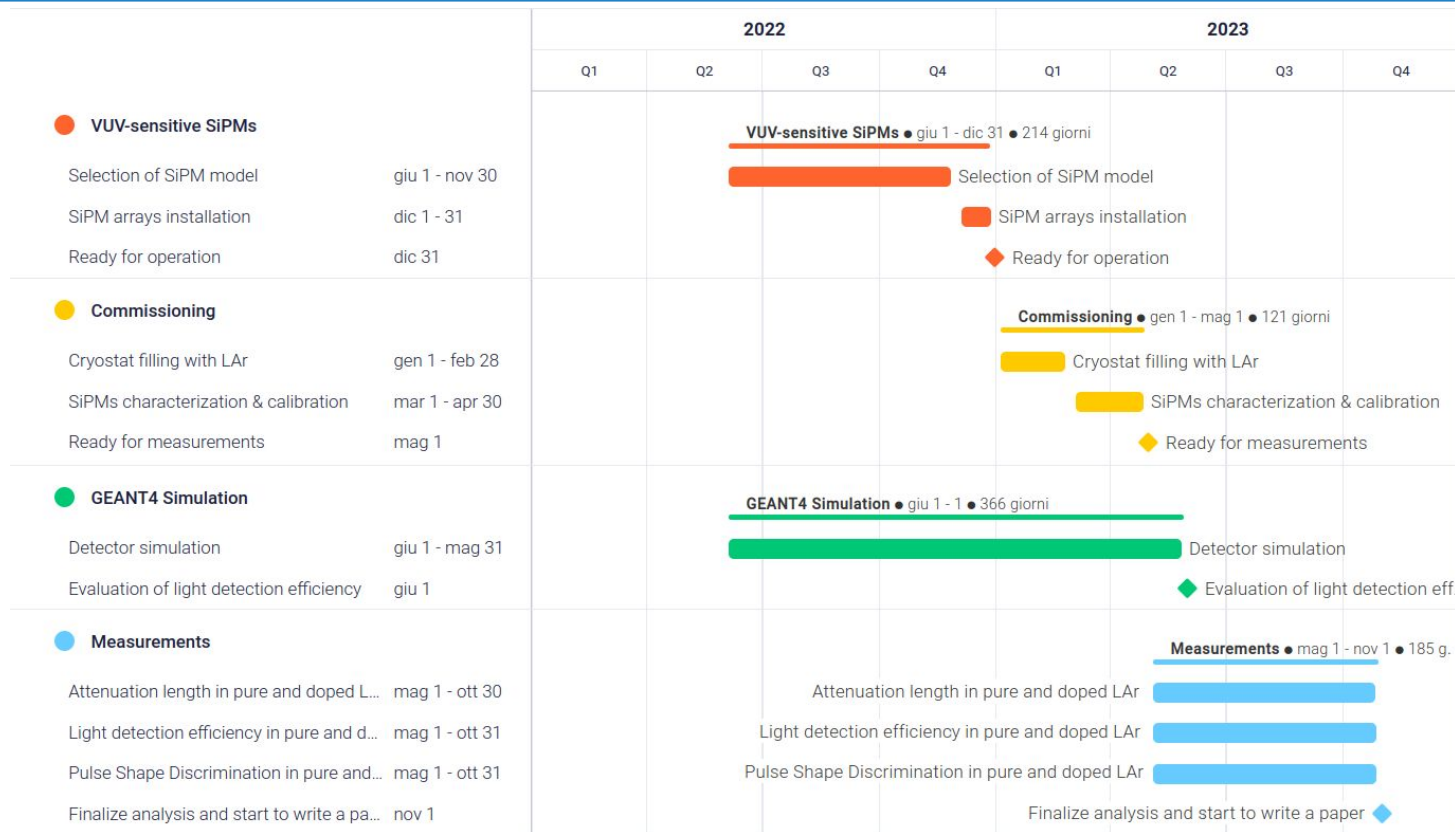 2022 2023
Q1 Q2 Q3 Q4 Q1 Q2 Q3 Q4
VUV-sensitive SiPMs VUV-sensitive SiPMs ● giu 1 - dic 31 ● 214 giorni
Selection of SiPM model giu 1 - nov 30 Selection of SiPM model
SiPM arrays installation dic 1 - 31 SiPM arrays installation
Ready for operation dic 31 Ready for operation
Commissioning Commissioning ● gen 1 - mag 1 ● 121 giorni
Cryostat filling with LAr gen 1 - feb 28 Cryostat filling with LAr
SiPMs characterization & calibration mar 1 - apr 30 SiPMs characterization & calibration
Ready for measurements mag 1 Ready for measurements
GEANT4 Simulation GEANT4 Simulation ● giu 1 - 1 ● 366 giorni
Detector simulation giu 1 - mag 31 Detector simulation
Evaluation of light detection efficiency giu 1 Evaluation of light detection eff
Measurements Measurements ● mag 1 - nov 1 ● 185 g.
Attenuation length in pure and doped L... mag 1 - ott 30 Attenuation length in pure and doped LAr
Light detection efficiency in pure and d... mag 1 - ott 31 Light detection efficiency in pure and doped LAr
Pulse Shape Discrimination in pure and... mag 1 - ott 31 Pulse Shape Discrimination in pure and doped LAr
Finalize analysis and start to write a pa... nov 1 Finalize analysis and start to write a paper